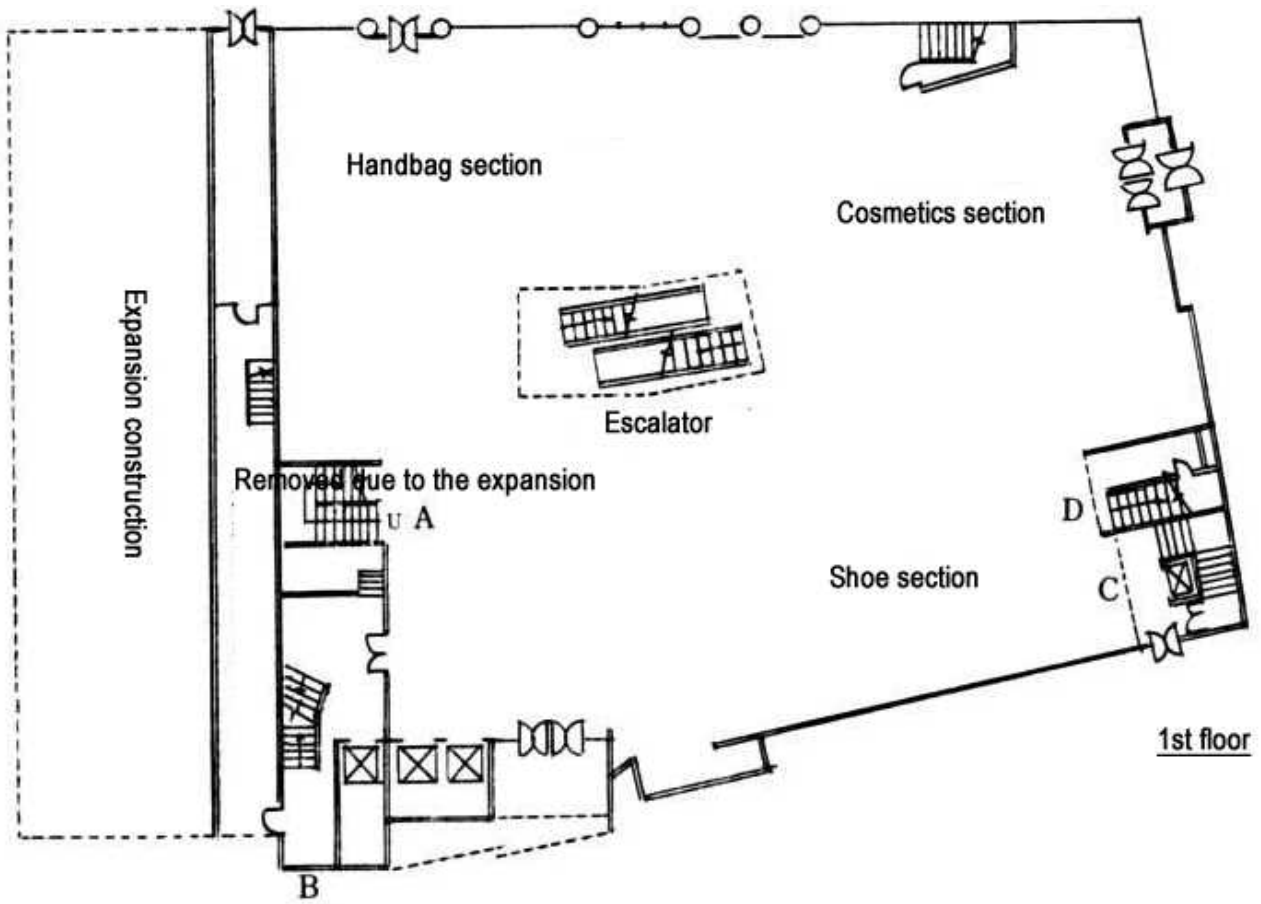 Handbag section
Cosmetics section
Expansion construction
Escalator
Removed due to the expansion
U A
D
Shoe section
C
1st floor
B